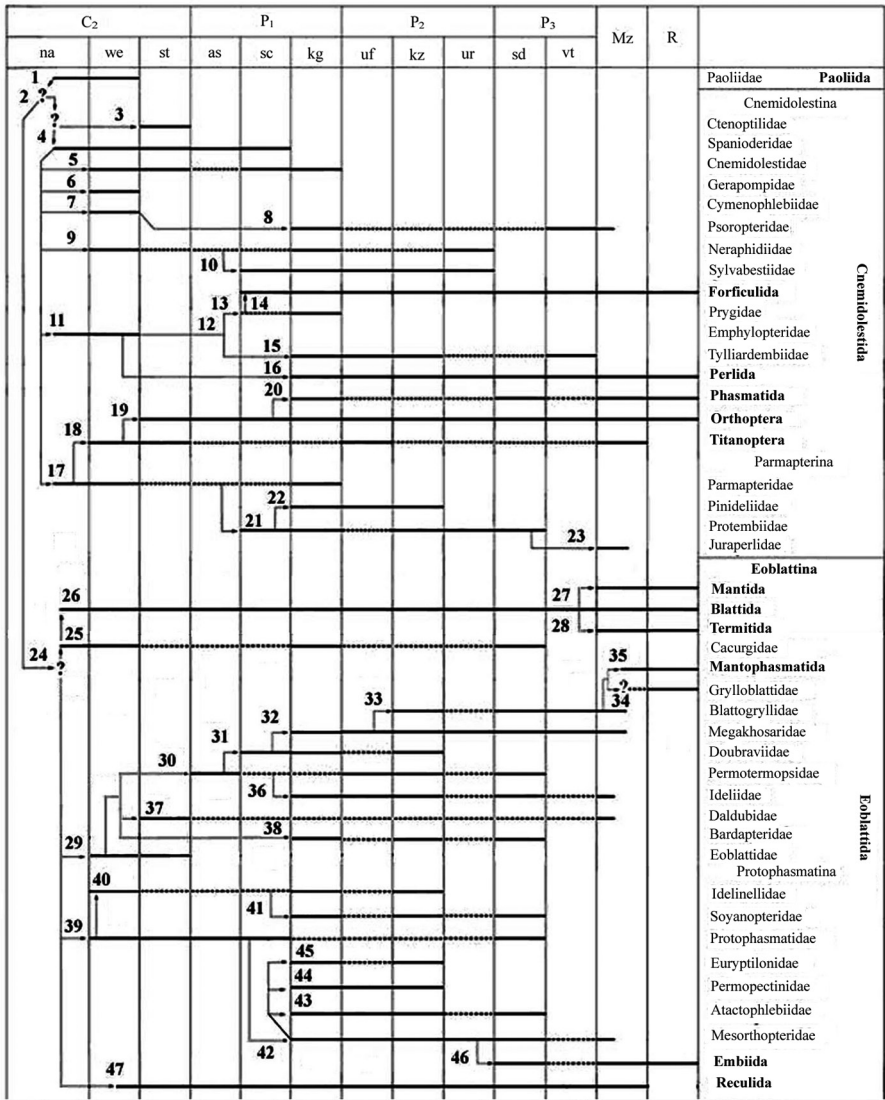 C₂ P₁ P₂ P₃ Mz R
na we st as sc kg uf kz ur sd vt
1 Paoliidae Paoliida
2 ?
Cnemidolestina
? 3 Ctenoptilidae
4 Spanioderidae
5 Cnemidolestidae
6 Gerapompidae
7 Cymenophlebiidae
8 Psoropteridae
9 Neraphidiidae
10 Sylvabestiidae
Cnemidolestida
Forficulida
13 14 Prygidae
11 12 Emphylopteridae
15 Tylliardembiidae
16 Perlida
20 Phasmatida
19 Orthoptera
18 Titanoptera
Parmapterina
17 Parmapteridae
22 Pinideliidae
21 Protembiidae
23 Juraperlidae
Eoblattina
27 Mantida
26 Blattida
25 28 Termitida
Cacurgidae
24 ? 35 Mantophasmatida
? Grylloblattidae
33 34 Blattogryllidae
32 Megakhosaridae
31 Doubraviidae
30 Permotermopsidae
36 Ideliidae
37 Daldubidae
38 Bardapteridae
29 Eoblattidae
Eoblattida
Protophasmatina
40 Idelinellidae
41 Soyanopteridae
39 Protophasmatidae
45 Euryptilonidae
44 Permopectinidae
43 Atactophlebiidae
42 Mesorthopteridae
46 Embiida
47 Reculida